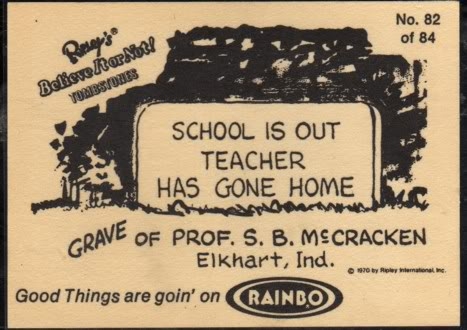 No. 82
of 84
Ripley's®
Believe It or Not!
TOMBSTONES
SCHOOL IS OUT
TEACHER
HAS GONE HOME
GRAVE OF PROF. S. B. McCRACKEN
Elkhart, Ind.
© 1970 by Ripley International, Inc.
Good Things are goin' on RAINBO